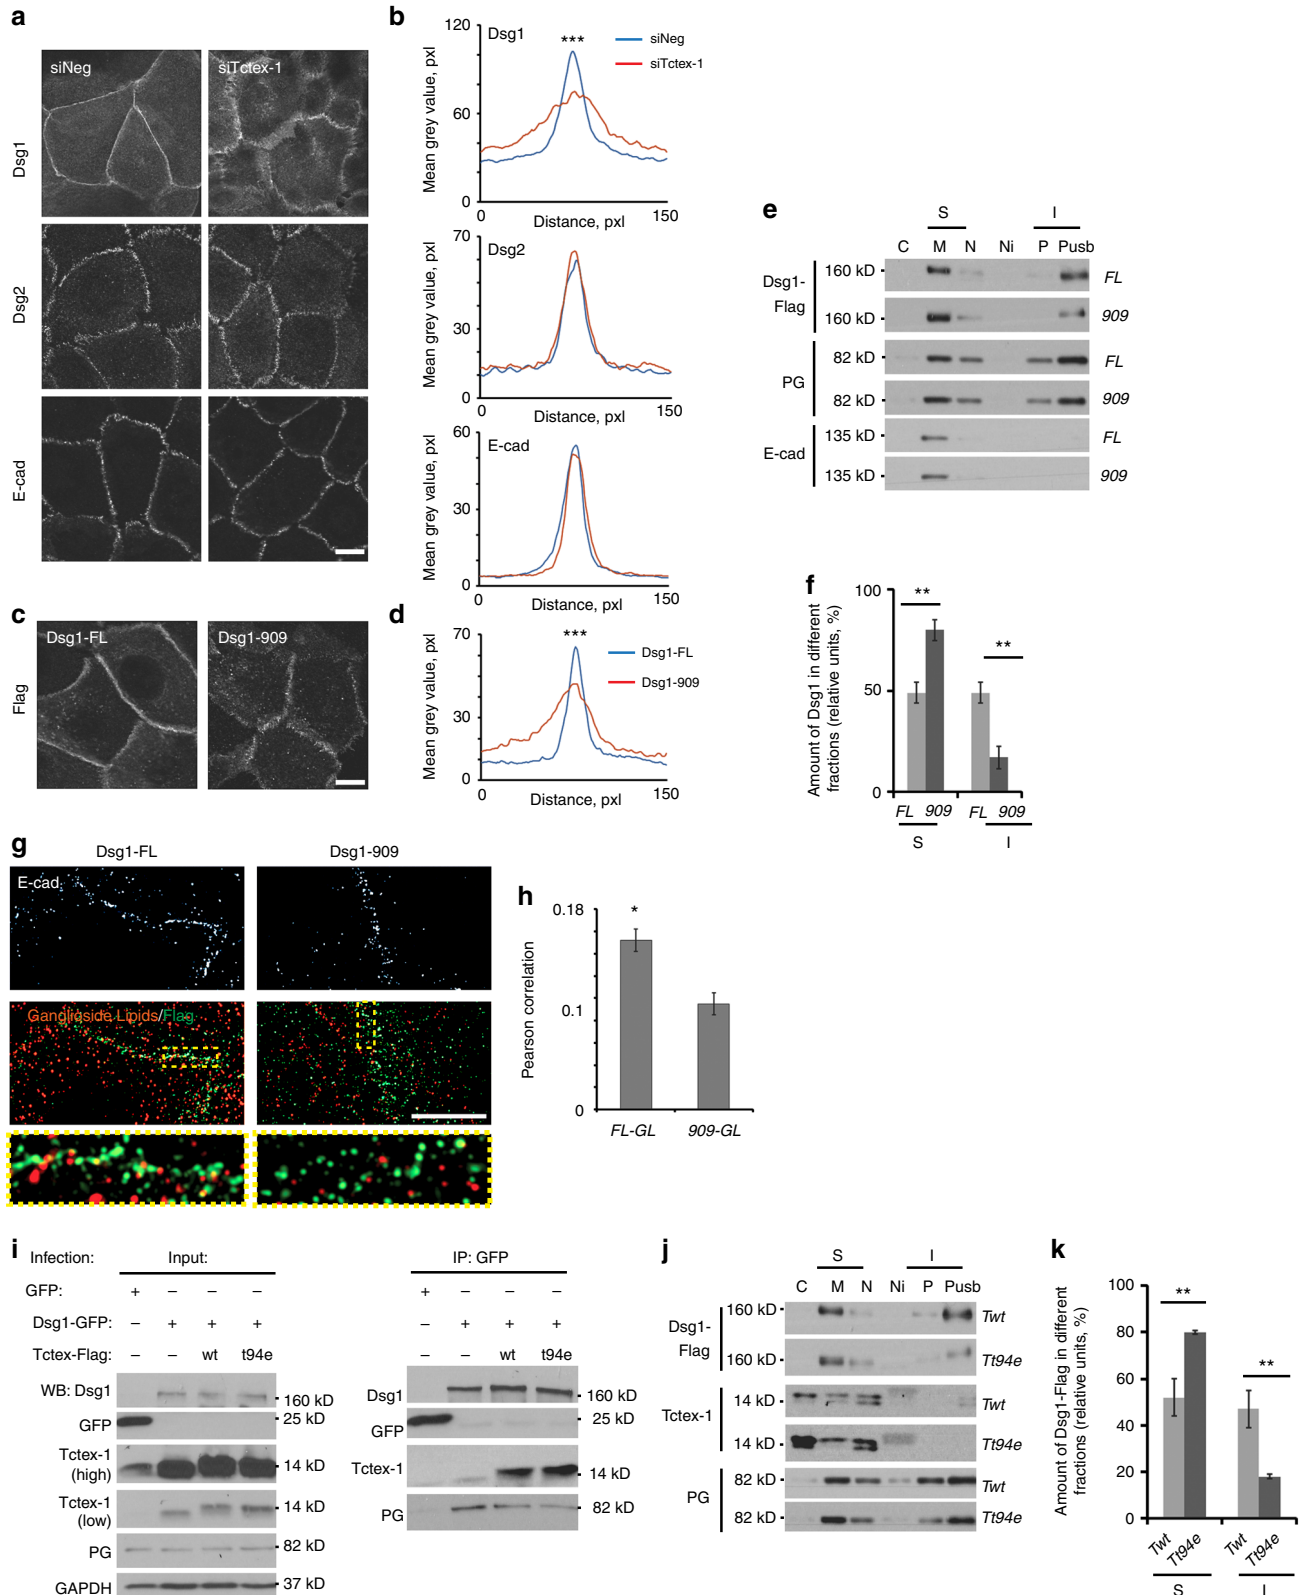 a
siNeg
siTctex-1
Dsg1
Dsg2
E-cad
b
120
Dsg1
***
siNeg
siTctex-1
Mean grey value, pxl
60
0
0
Distance, pxl
150
70
Dsg2
Mean grey value, pxl
30
0
0
Distance, pxl
150
60
E-cad
Mean grey value, pxl
30
0
0
Distance, pxl
150
c
Dsg1-FL
Dsg1-909
Flag
d
70
***
Dsg1-FL
Dsg1-909
Mean grey value, pxl
30
0
0
Distance, pxl
150
e
S
I
C M N Ni P Pusb
Dsg1-
Flag
160 kD
FL
160 kD
909
PG
82 kD
FL
82 kD
909
E-cad
135 kD
FL
135 kD
909
f
100
**
**
50
0
Amount of Dsg1 in different
fractions (relative units, %)
FL 909 FL 909
S
I
g
Dsg1-FL
Dsg1-909
E-cad
Ganglioside Lipids/Flag
h
0.18
*
0.1
0
Pearson correlation
FL-GL 909-GL
i
Infection:
Input:
IP: GFP
GFP: + – – – + – – –
Dsg1-GFP: – + + + – + + +
Tctex-Flag: – – wt t94e – – wt t94e
WB: Dsg1
160 kD
GFP
25 kD
Tctex-1
(high)
14 kD
Tctex-1
(low)
14 kD
PG
82 kD
GAPDH
37 kD
Dsg1
160 kD
GFP
25 kD
Tctex-1
14 kD
PG
82 kD
j
S
I
C M N Ni P Pusb
Dsg1-
Flag
160 kD
Twt
160 kD
Tt94e
Tctex-1
14 kD
Twt
14 kD
Tt94e
PG
82 kD
Twt
82 kD
Tt94e
k
100
**
80
**
60
40
20
0
Amount of Dsg1-Flag in different
fractions (relative units, %)
Twt Tt94e Twt Tt94e
S
I